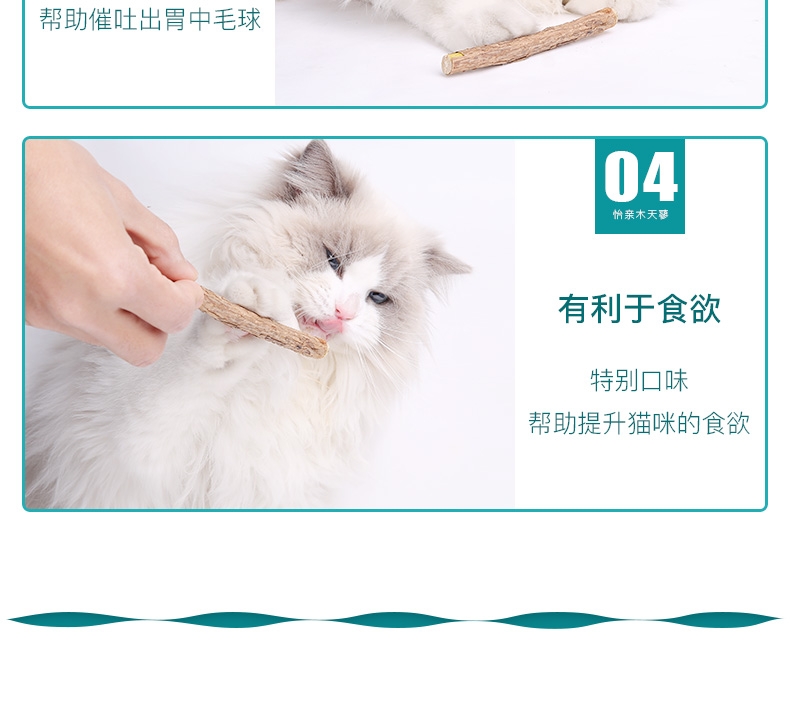 帮助催吐出胃中毛球
04
怡亲木天蓼
有利于食欲
特别口味
帮助提升猫咪的食欲